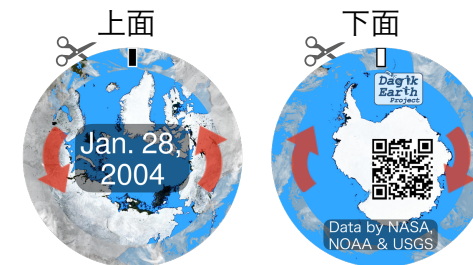 上面
下面
Jan. 28,
2004
Dagik
Earth
Project
Data by NASA,
NOAA & USGS